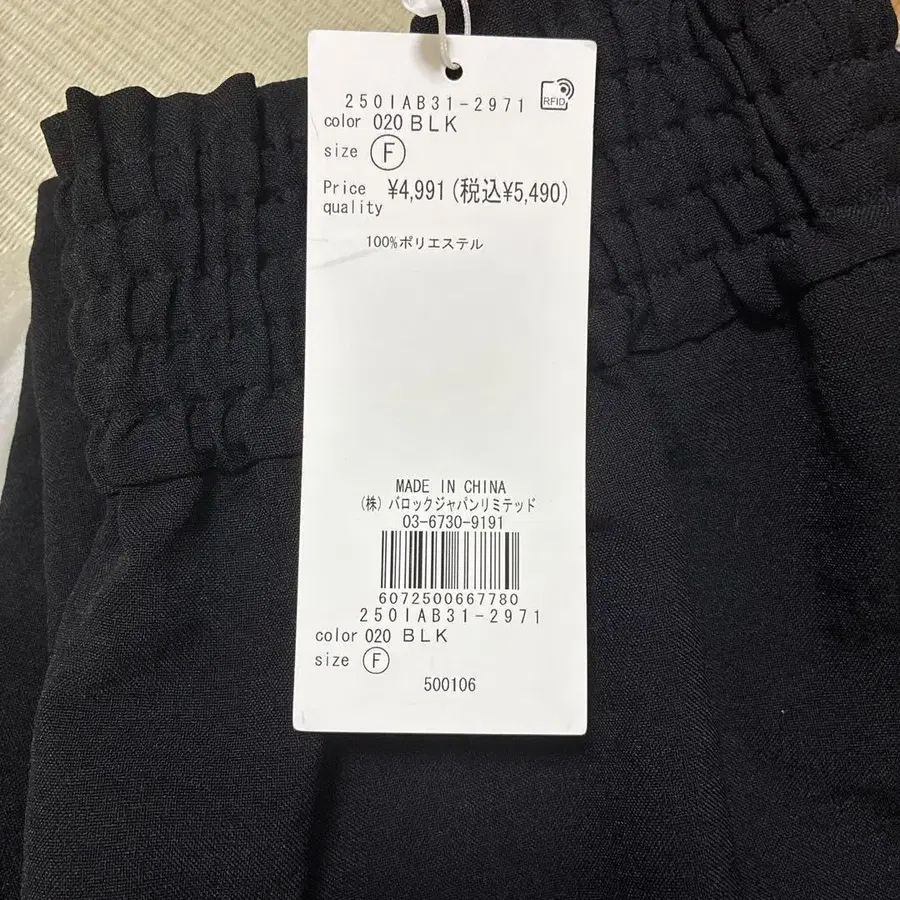 RFID
250IAB31-2971
color 020 BLK
size F
Price ¥4,991(税込¥5,490)
quality
100%ポリエステル
MADE IN CHINA
(株)バロックジャパンリミテッド
03-6730-9191
6072500667780
250IAB31-2971
color 020 BLK
size F
500106